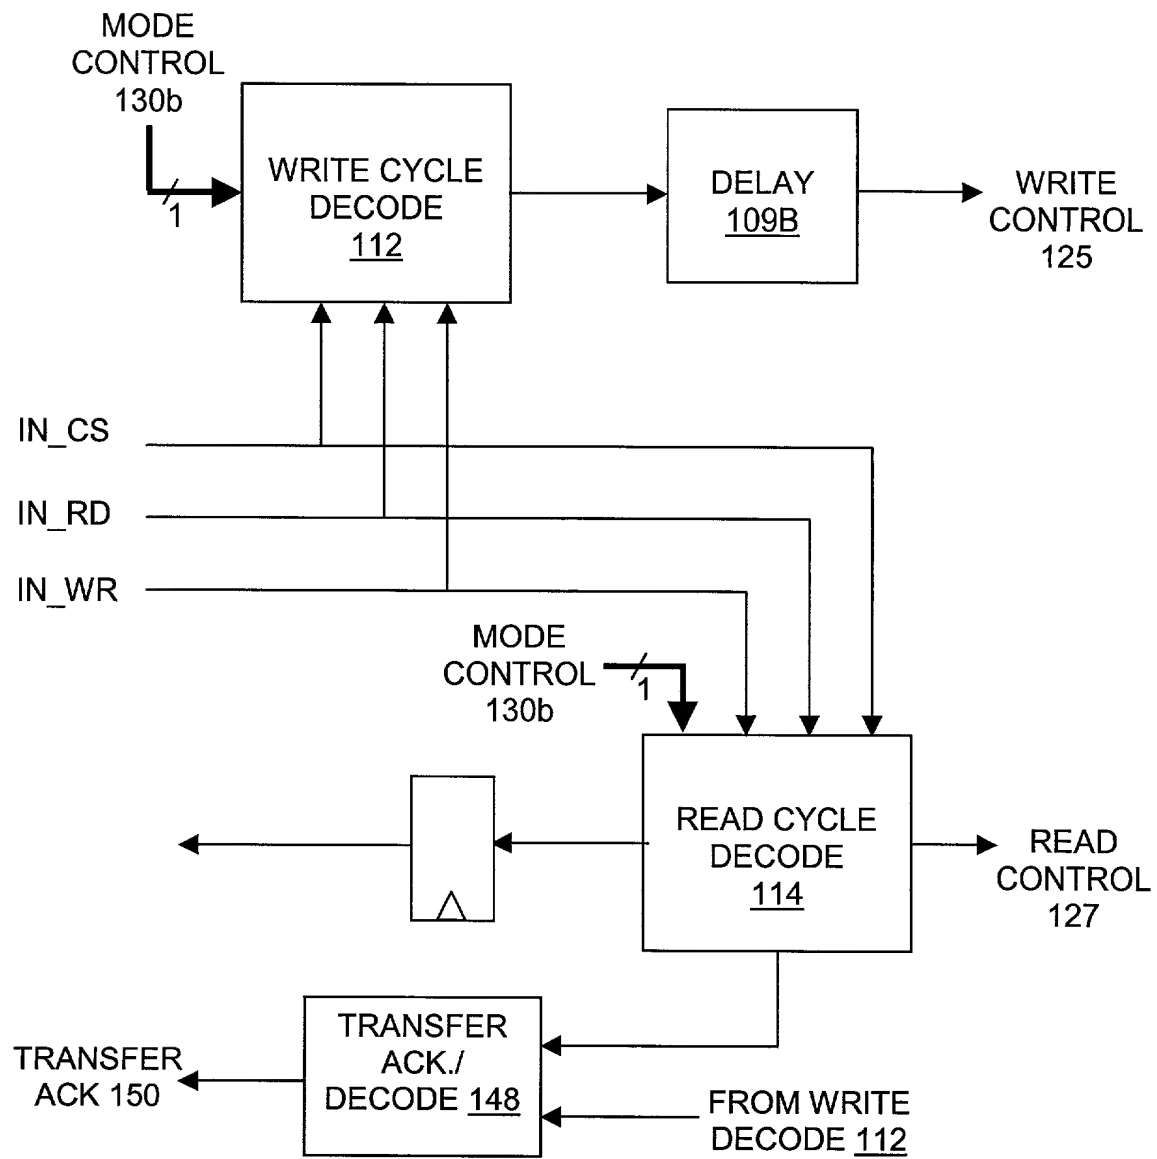 MODE
CONTROL
130b
1
WRITE CYCLE
DECODE
112
DELAY
109B
WRITE
CONTROL
125
IN_CS
IN_RD
IN_WR
MODE
CONTROL
130b
1
READ CYCLE
DECODE
114
READ
CONTROL
127
TRANSFER
ACK./
DECODE 148
TRANSFER
ACK 150
FROM WRITE
DECODE 112